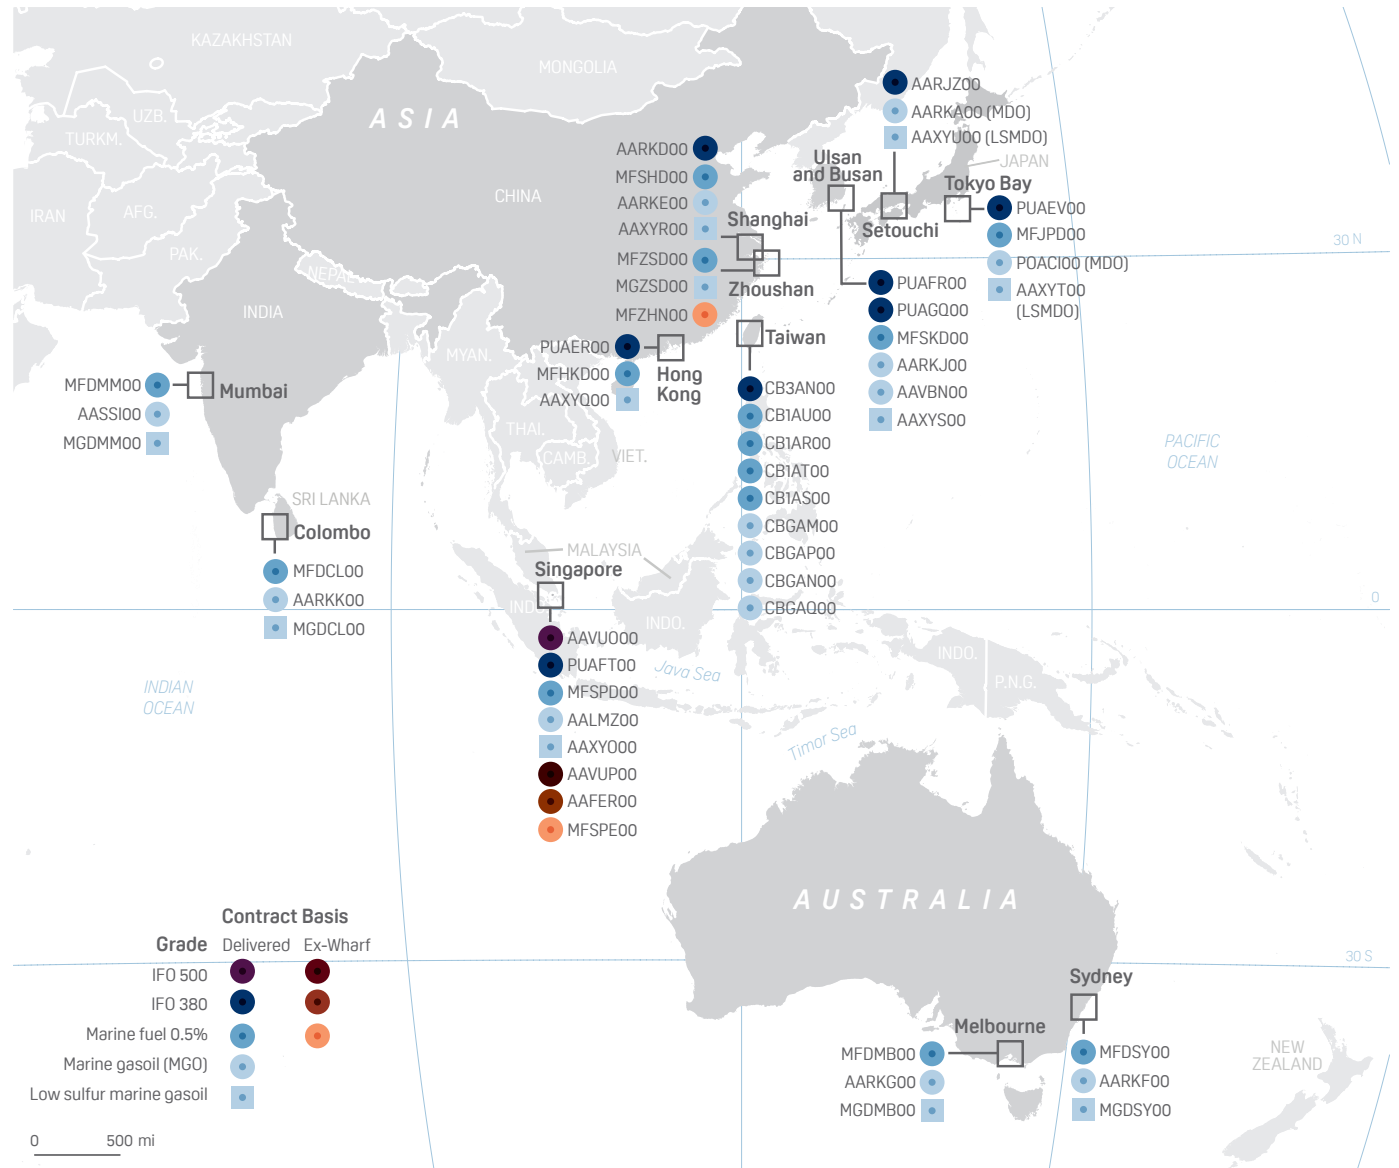 KAZAKHSTAN
MONGOLIA
UZB.
TURKM.
ASIA
IRAN
AFG.
PAK.
NEPAL
CHINA
INDIA
MYAN.
THAI.
CAMB.
VIET.
JAPAN
30 N
AARJZ00
AARKA00 (MDO)
AAXYU00 (LSMDO)
Setouchi
Ulsan
and Busan
PUAFR00
PUAGQ00
MFSKD00
AARKJ00
AAVBN00
AAXYS00
Tokyo Bay
PUAEV00
MFJPD00
POACI00 (MDO)
AAXYT00
(LSMDO)
AARKD00
MFSHD00
AARKE00
AAXYR00
Shanghai
MFZSD00
MGZSD00
MFZHN00
Zhoushan
PUAER00
MFHKD00
AAXYQ00
Hong
Kong
Taiwan
CB3AN00
CB1AU00
CB1AR00
CB1AT00
CB1AS00
CBGAM00
CBGAP00
CBGAN00
CBGAQ00
MFDMM00
AASSI00
MGDMM00
Mumbai
SRI LANKA
Colombo
MFDCL00
AARKK00
MGDCL00
MALAYSIA
Singapore
IND
INDO.
AAVUO00
PUAFT00
MFSPD00
AALMZ00
AAXYO00
AAVUP00
AAFER00
MFSPE00
PACIFIC
OCEAN
0
INDIAN
OCEAN
Java Sea
Timor Sea
INDO.
P.N.G.
AUSTRALIA
30 S
Sydney
MFDSY00
AARKF00
MGDSY00
Melbourne
MFDMB00
AARKG00
MGDMB00
NEW
ZEALAND
Contract Basis
Grade Delivered Ex-Wharf
IFO 500
IFO 380
Marine fuel 0.5%
Marine gasoil (MGO)
Low sulfur marine gasoil
0 500 mi